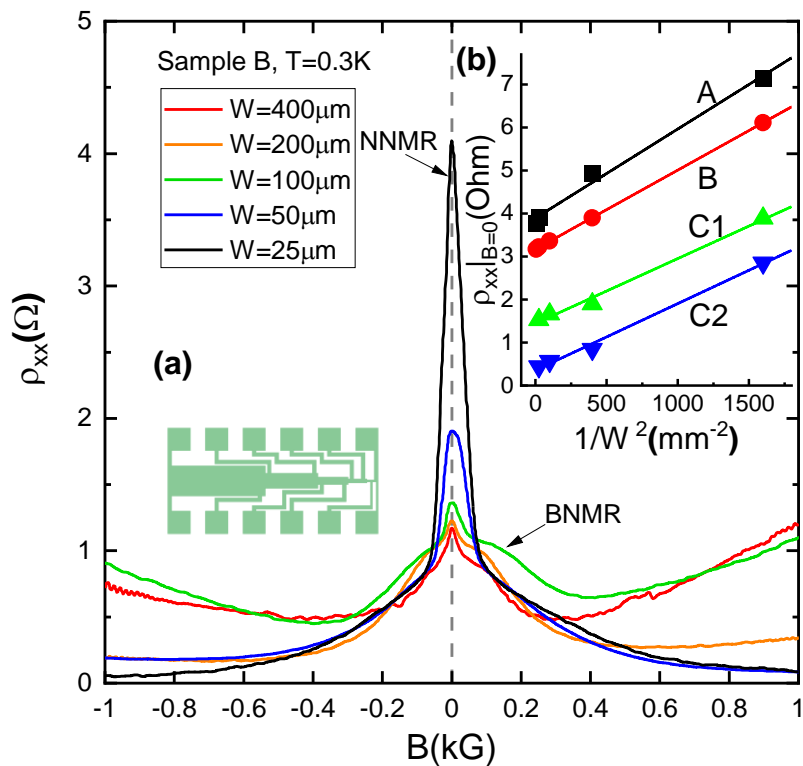 Sample B, T=0.3K
W=400μm
W=200μm
W=100μm
W=50μm
W=25μm
NNMR
BNMR
(a)
ρxx(Ω)
5
4
3
2
1
0
-1
-0.8
-0.6
-0.4
-0.2
0
0.2
0.4
0.6
0.8
1
B(kG)
(b)
A
B
C1
C2
ρxx|B=0(Ohm)
7
6
5
4
3
2
1
0
0
500
1000
1500
1/W²(mm⁻²)